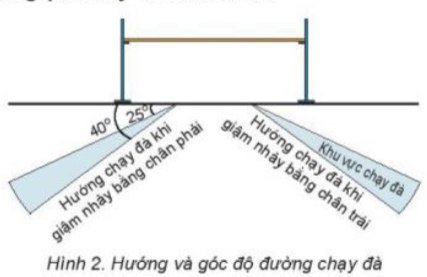 40°
25°
Hướng chạy đà khi
giậm nhảy bằng chân phải
Hướng chạy đà khi
giậm nhảy bằng chân trái
Khu vực chạy đà
Hình 2. Hướng và góc độ đường chạy đà